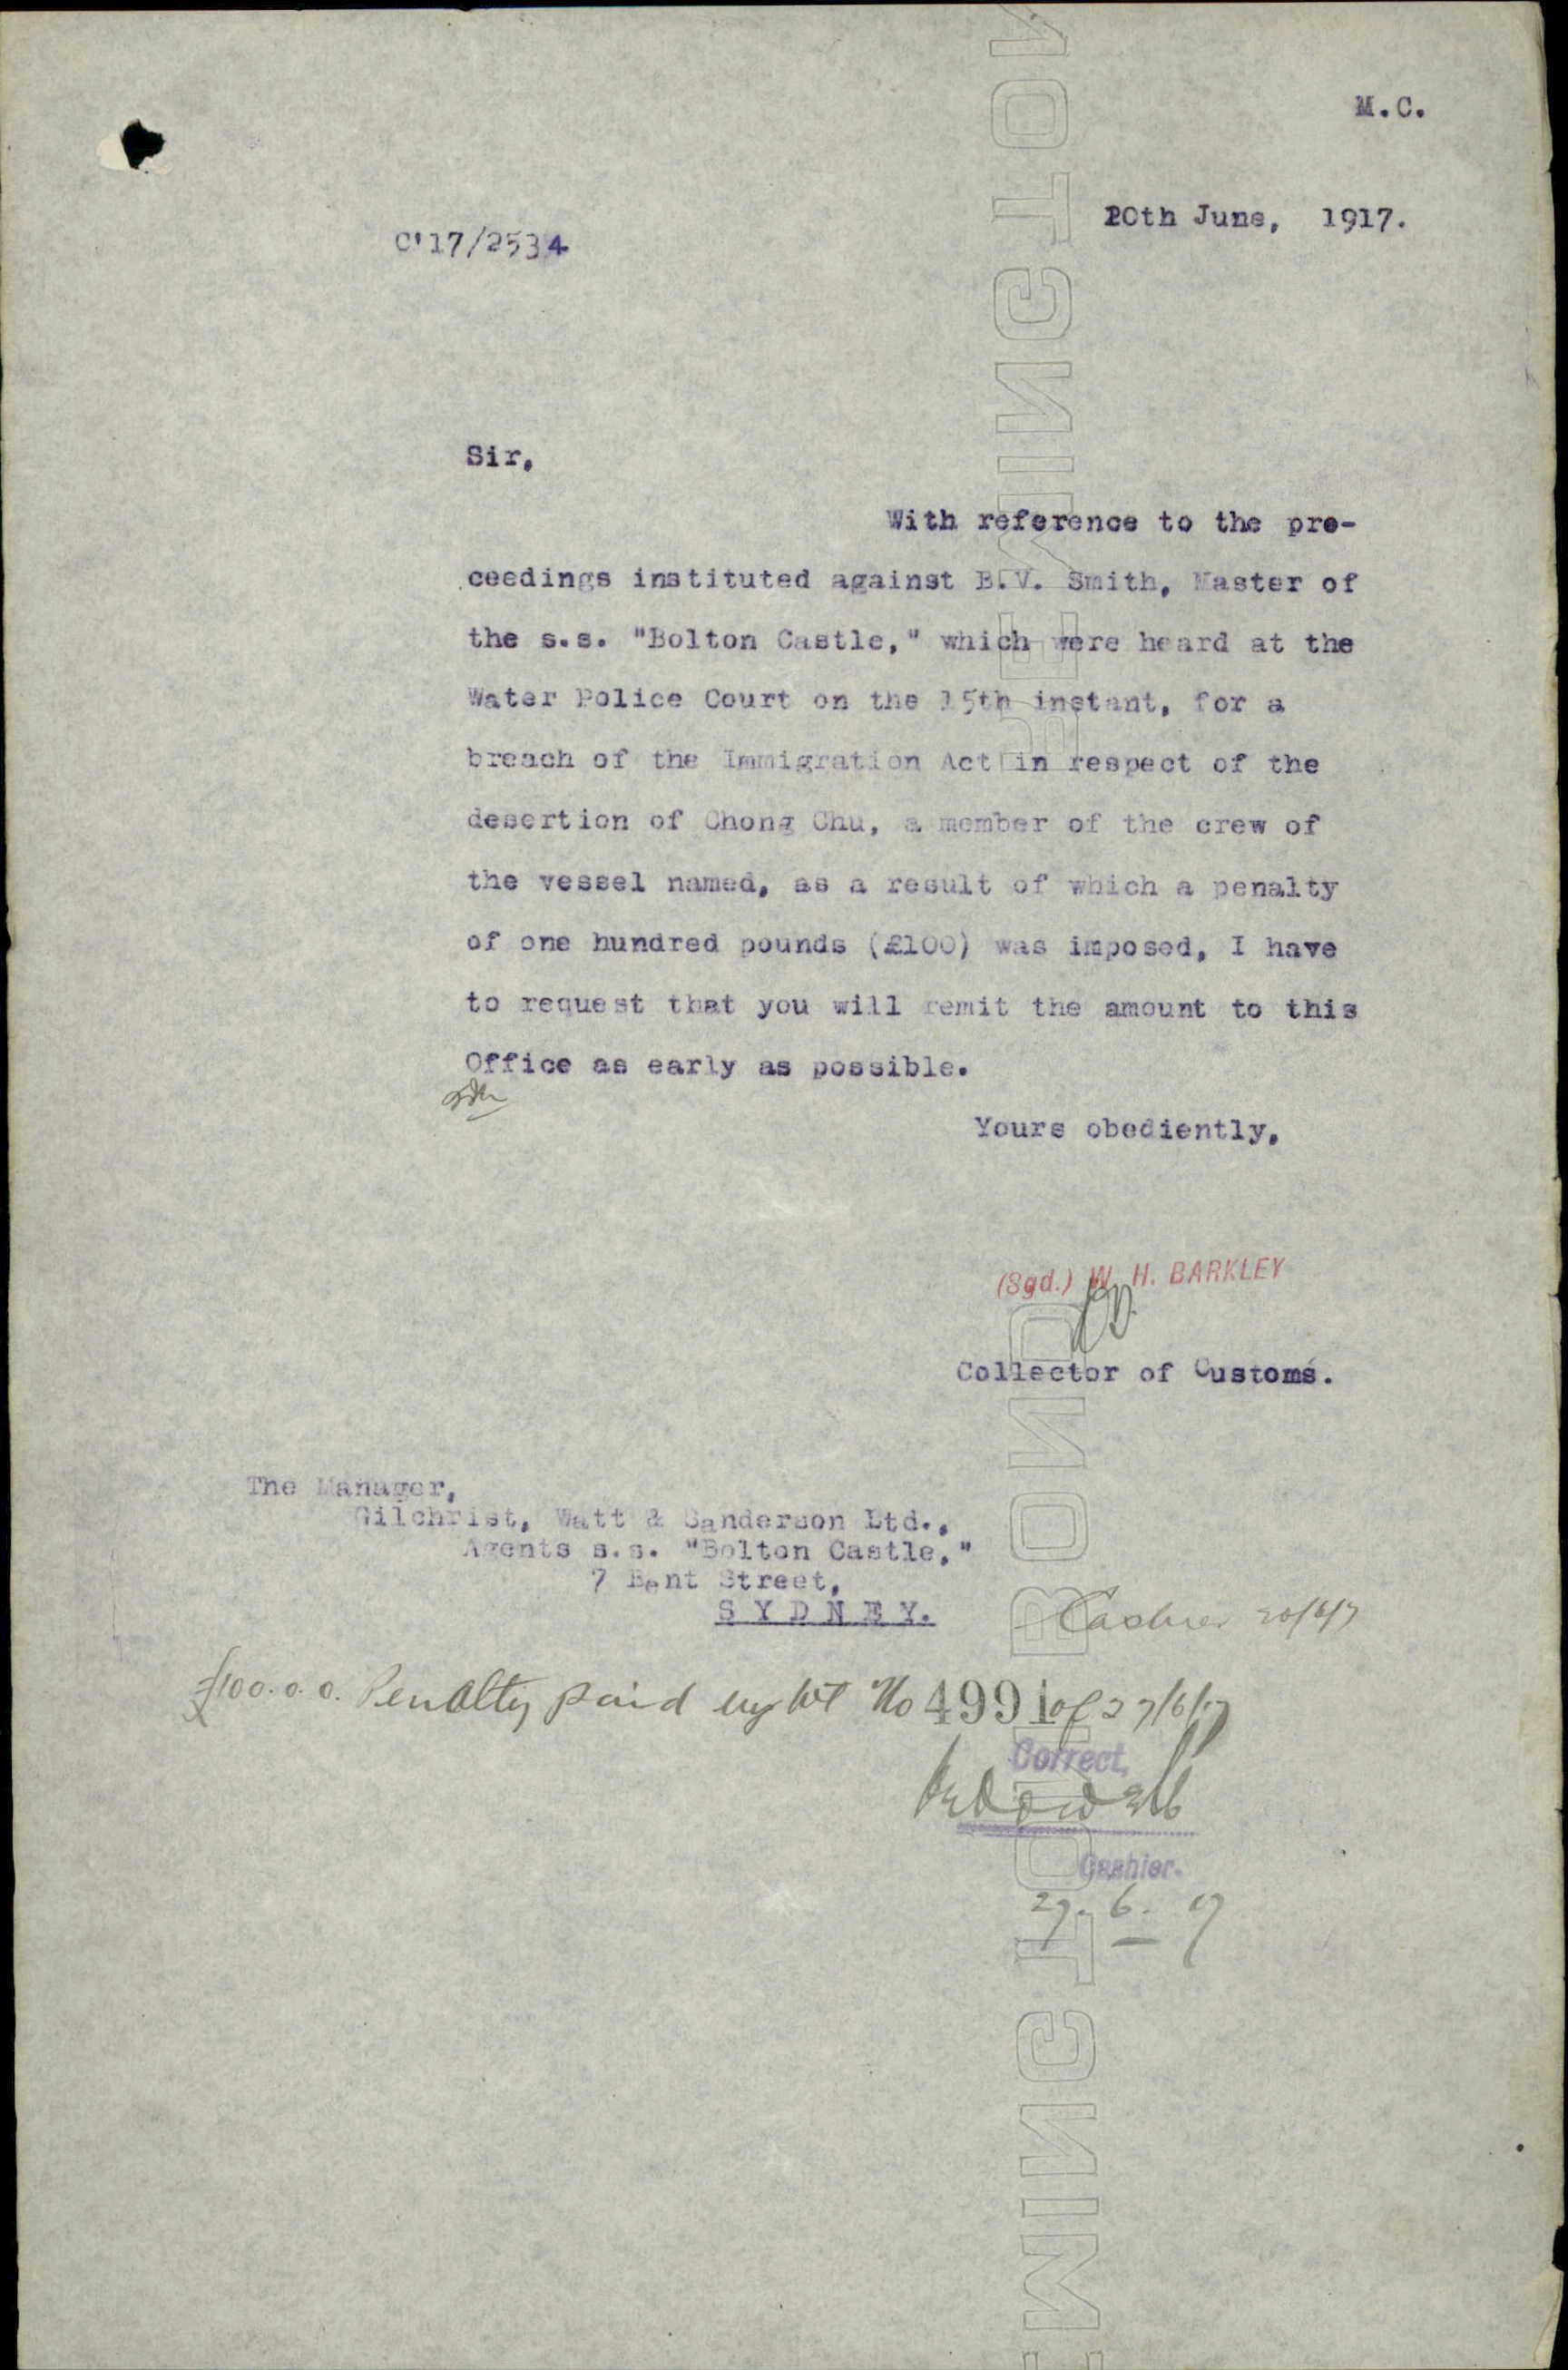 M.C.
20th June, 1917.
C'17/2534
Sir,
With reference to the pro-
ceedings instituted against B.V. Smith, Master of
the s.s. "Bolton Castle," which were heard at the
Water Police Court on the 15th instant, for a
breach of the Immigration Act in respect of the
desertion of Chong Chu, a member of the crew of
the vessel named, as a result of which a penalty
of one hundred pounds (£100) was imposed, I have
to request that you will remit the amount to this
Office as early as possible.
Yours obediently,
(Sgd.) W. H. BARKLEY
Collector of Customs.
The Manager,
Gilchrist, Watt & Sanderson Ltd.,
Agents s.s. "Bolton Castle,"
7 Bent Street,
SYDNEY.
Cashier 20/6/7
£100.0.0. Penalty paid No 4991 of 27/6/17
Correct,
Cashier.
27.6.17
REMINGTON
BOND
REMINGTON